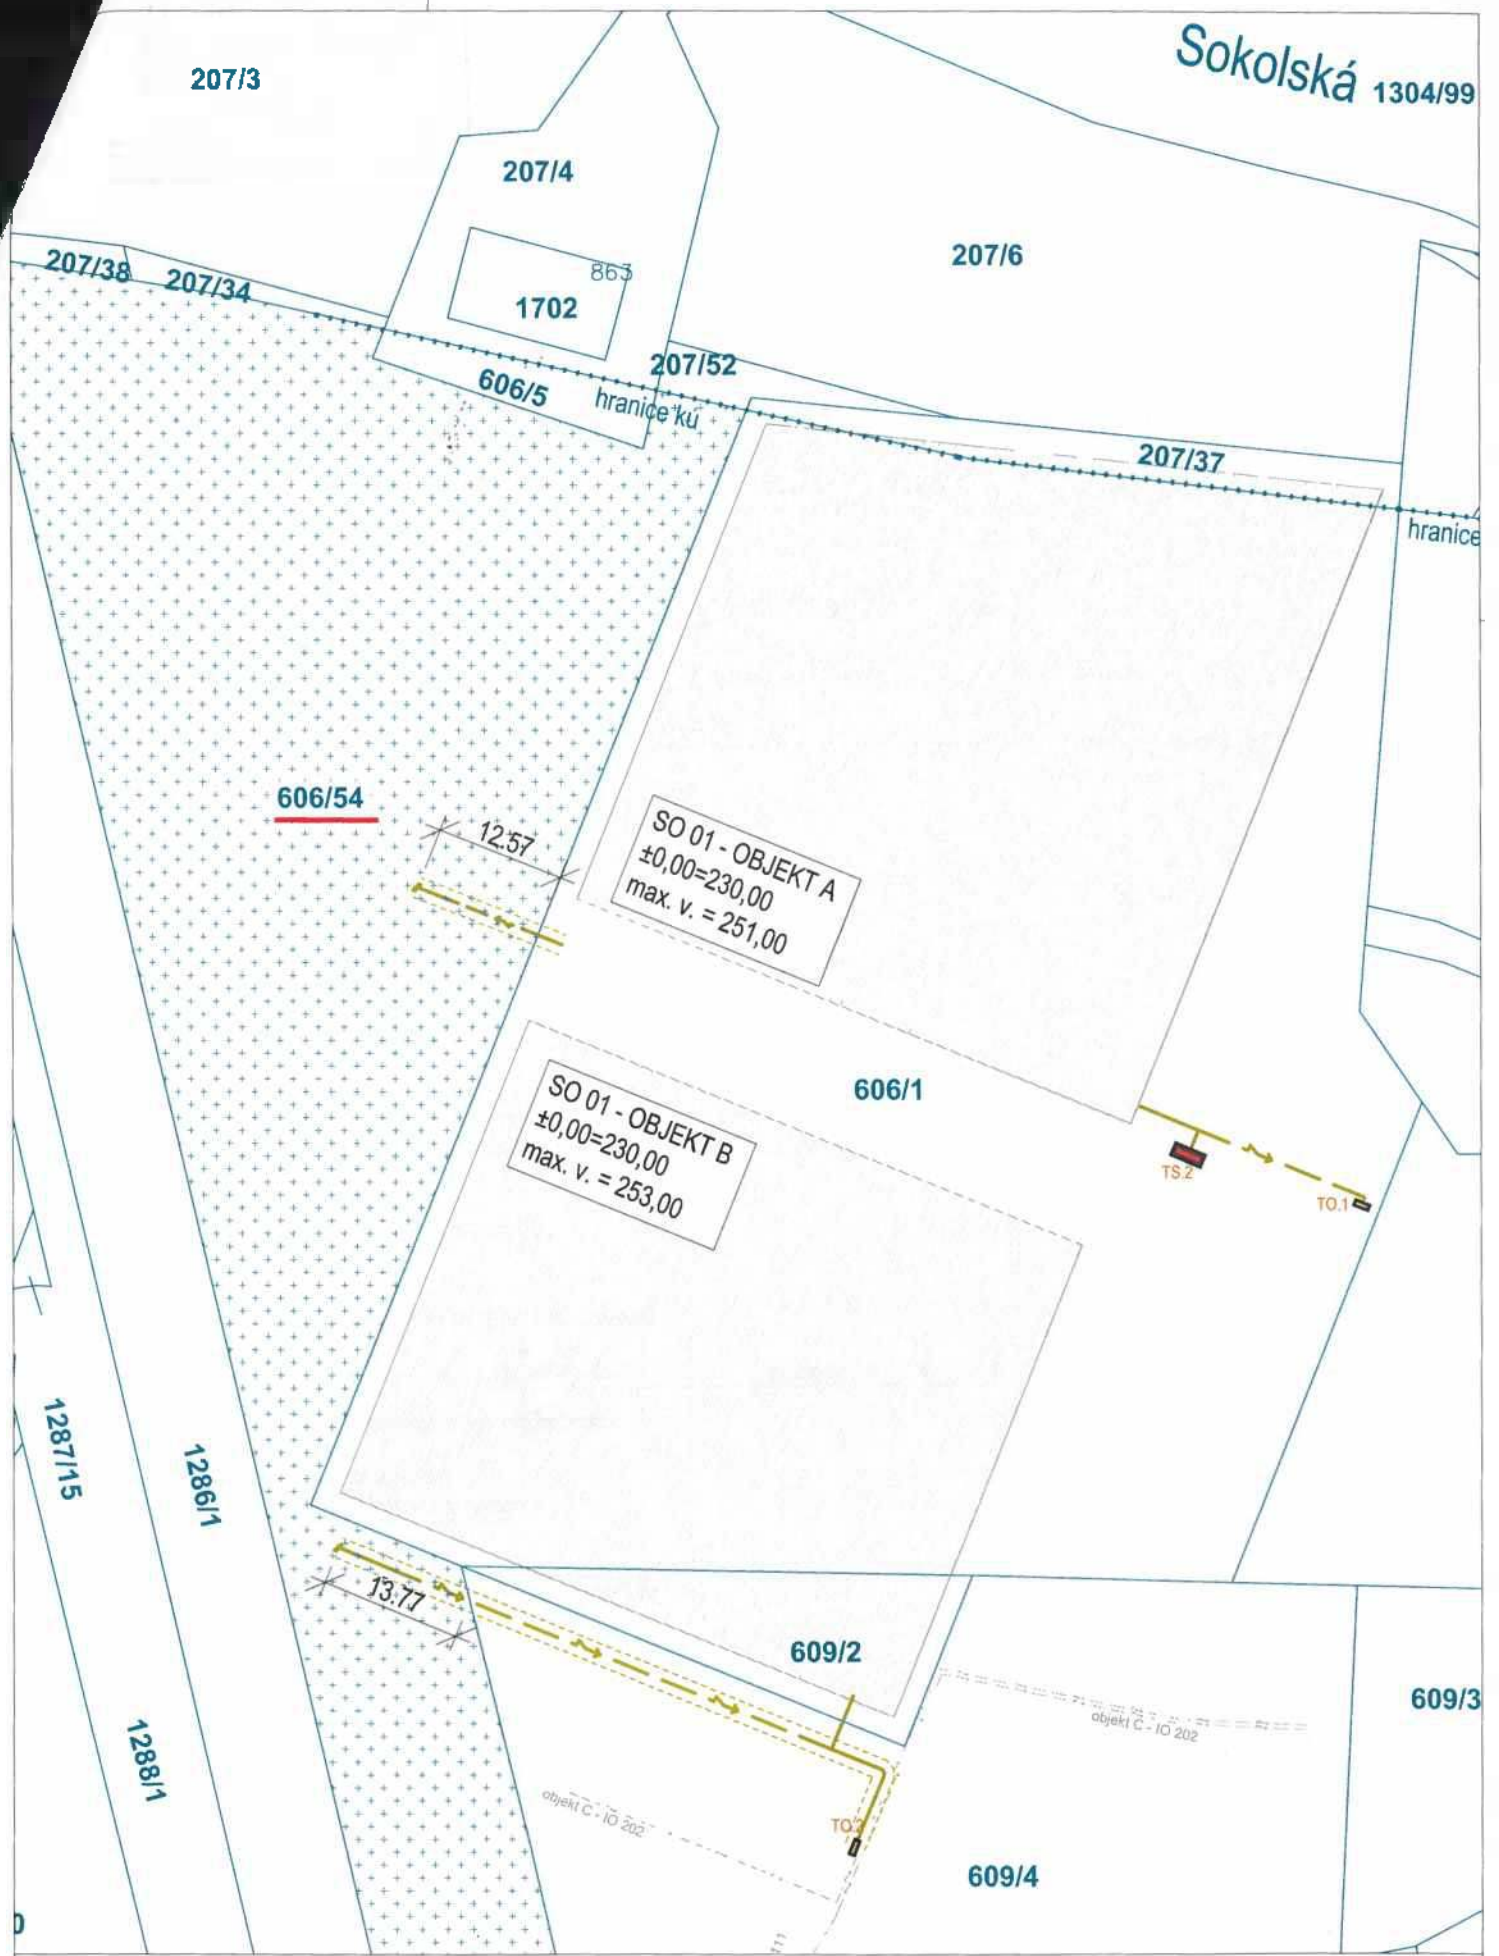 Sokolská 1304/99
207/3
207/4
207/6
207/38
207/34
863
1702
207/52
606/5
hranice kú
207/37
hranice
606/54
12.57
SO 01 - OBJEKT A
±0,00=230,00
max. v. = 251,00
606/1
SO 01 - OBJEKT B
±0,00=230,00
max. v. = 253,00
TS.2
TO.1
1287/15
1286/1
13.77
609/2
609/3
objekt C - IO 202
1288/1
objekt C - IO 202
TO.2
609/4
0